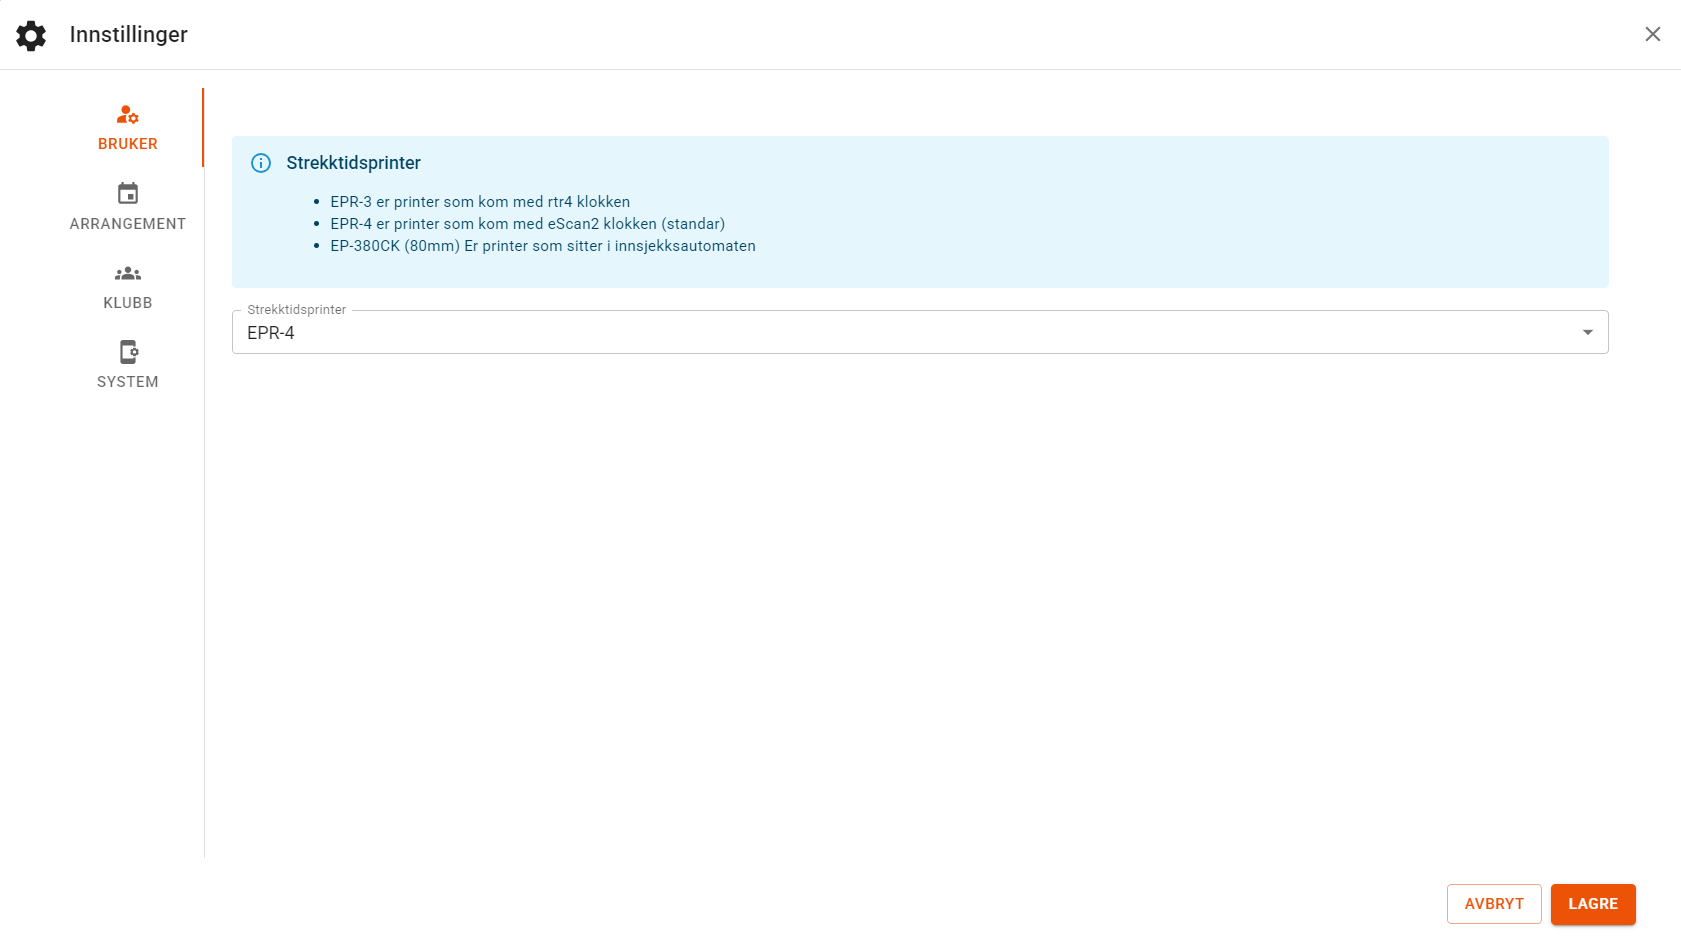 Innstillinger
BRUKER
ARRANGEMENT
KLUBB
SYSTEM
Strekktidsprinter
EPR-3 er printer som kom med rtr4 klokken
EPR-4 er printer som kom med eScan2 klokken (standar)
EP-380CK (80mm) Er printer som sitter i innsjekksautomaten
Strekktidsprinter
EPR-4
AVBRYT
LAGRE